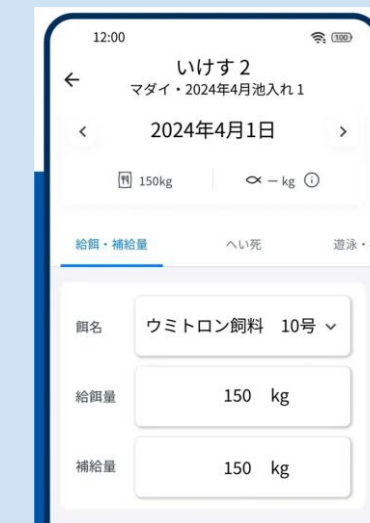 12:00 100
いけす2
マダイ・2024年4月池入れ1
2024年4月1日
150kg – kg
給餌・補給量 へい死 遊泳・
餌名 ウミトロン飼料 10号
給餌量 150 kg
補給量 150 kg